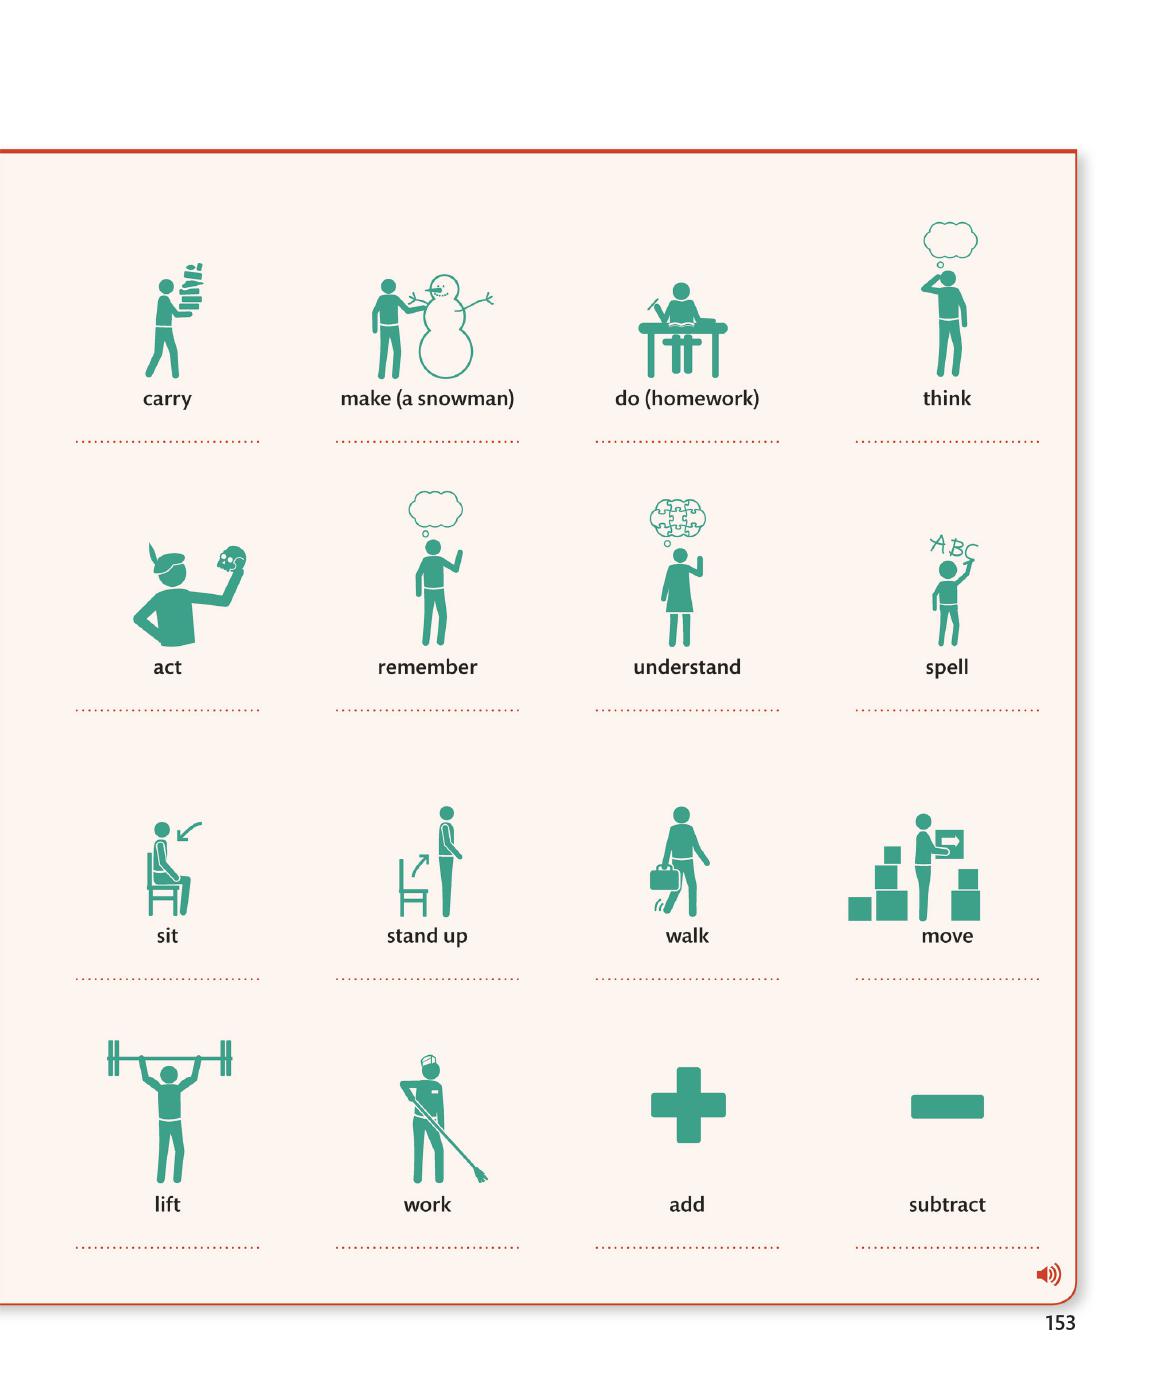 carry
make (a snowman)
do (homework)
think
ABC
act
remember
understand
spell
sit
stand up
walk
move
lift
work
add
subtract
153